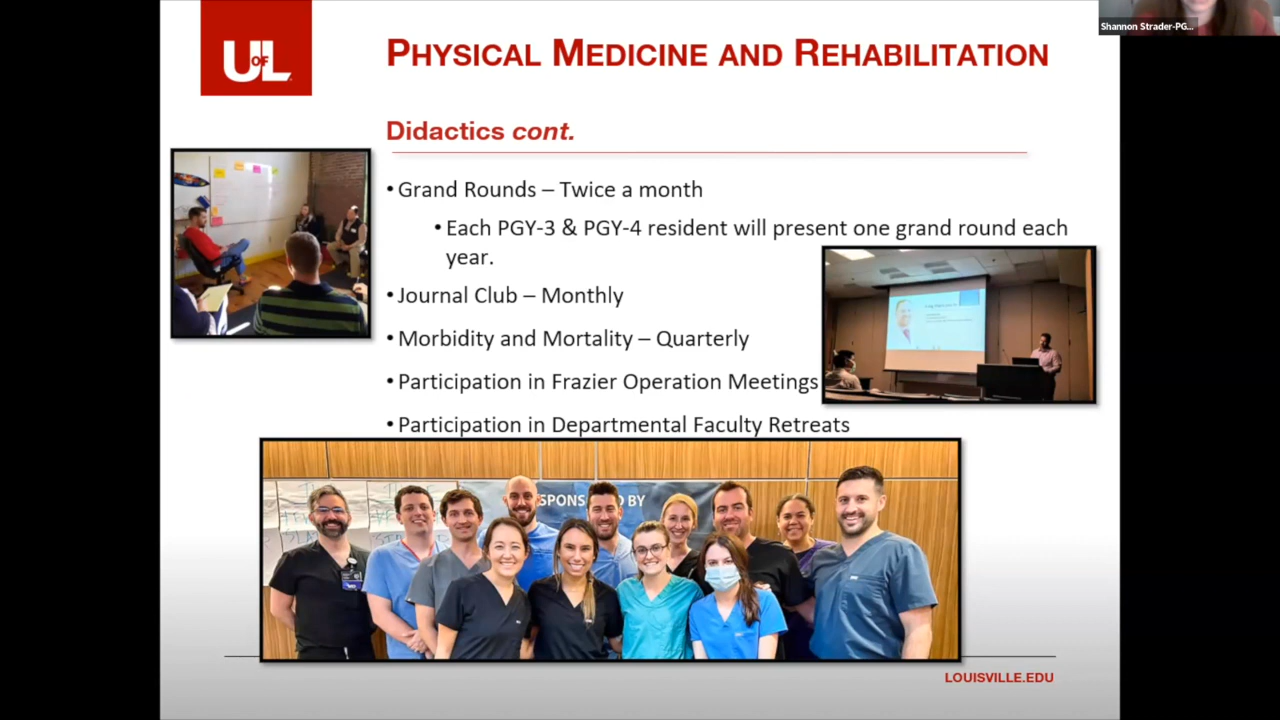 Shannon Strader-PG...
UOFL
PHYSICAL MEDICINE AND REHABILITATION
Didactics cont.
•Grand Rounds – Twice a month
•Each PGY-3 & PGY-4 resident will present one grand round each
year.
•Journal Club – Monthly
•Morbidity and Mortality – Quarterly
•Participation in Frazier Operation Meetings
•Participation in Departmental Faculty Retreats
BY
LOUISVILLE.EDU